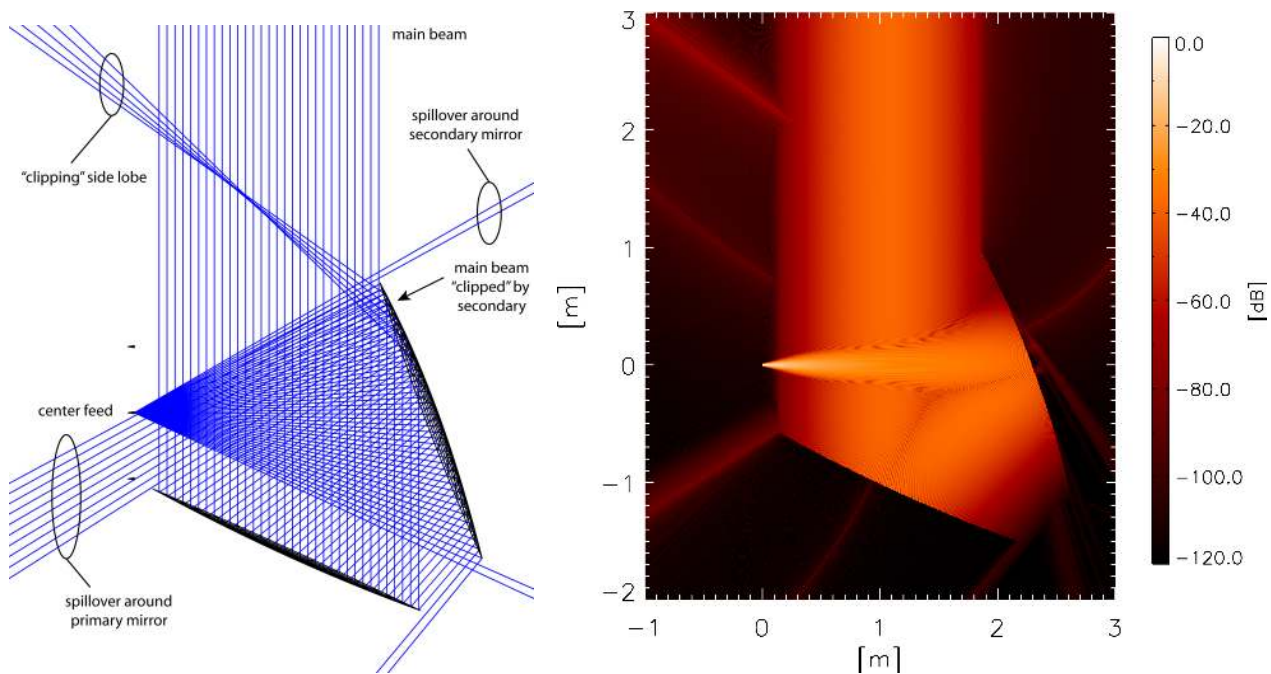 main beam
spillover around
secondary mirror
“clipping” side lobe
main beam
“clipped” by
secondary
center feed
spillover around
primary mirror
3
2
1
0
−1
−2
[m]
−1 0 1 2 3
[m]
0.0
−20.0
−40.0
−60.0
−80.0
−100.0
−120.0
[dB]